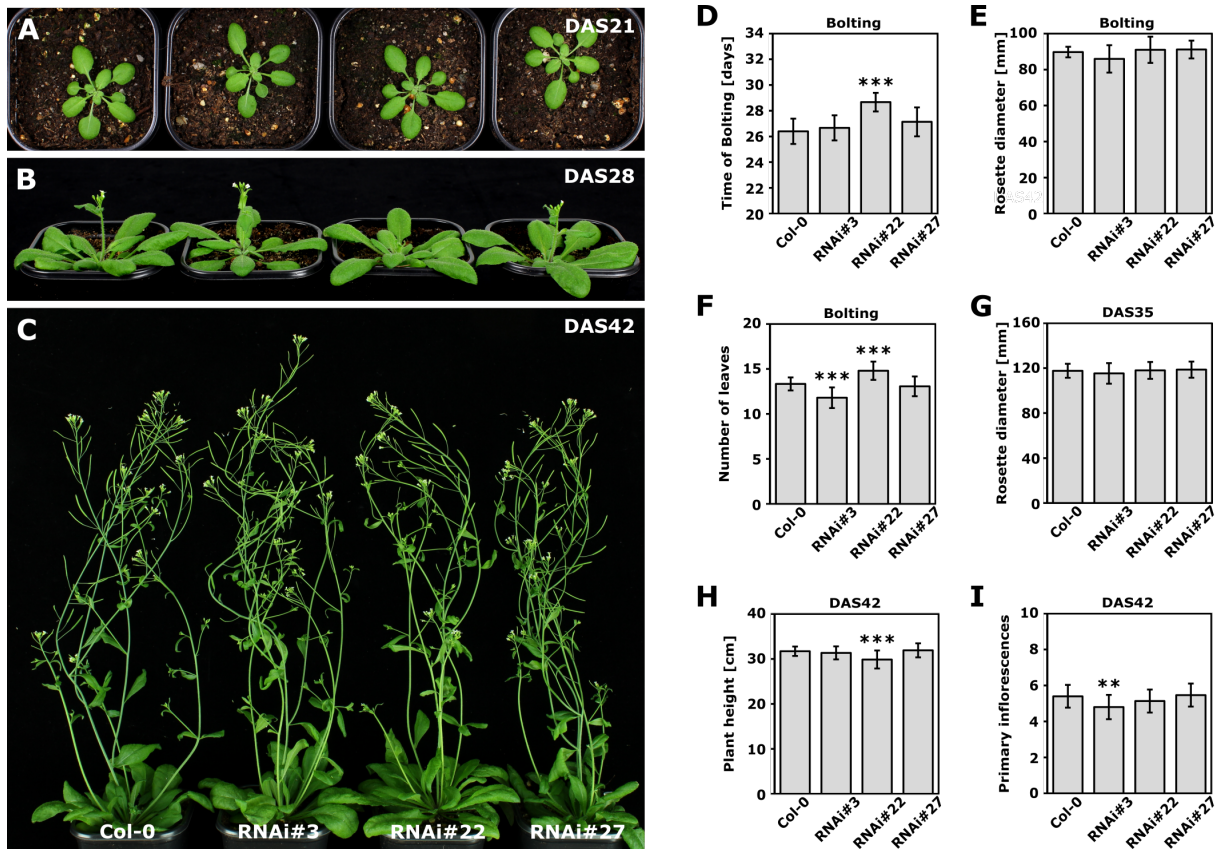 A
DAS21
B
DAS28
C
DAS42
Col-0
RNAi#3
RNAi#22
RNAi#27
D
Bolting
Time of Bolting [days]
34
32
30
28
26
24
22
20
***
Col-0
RNAi#3
RNAi#22
RNAi#27
E
Bolting
Rosette diameter [mm]
100
80
60
40
20
0
DAS42
Col-0
RNAi#3
RNAi#22
RNAi#27
F
Bolting
Number of leaves
20
15
10
5
0
***
***
Col-0
RNAi#3
RNAi#22
RNAi#27
G
DAS35
Rosette diameter [mm]
160
120
80
40
0
Col-0
RNAi#3
RNAi#22
RNAi#27
H
DAS42
Plant height [cm]
40
30
20
10
0
***
Col-0
RNAi#3
RNAi#22
RNAi#27
I
DAS42
Primary inflorescences
10
8
6
4
2
0
**
Col-0
RNAi#3
RNAi#22
RNAi#27